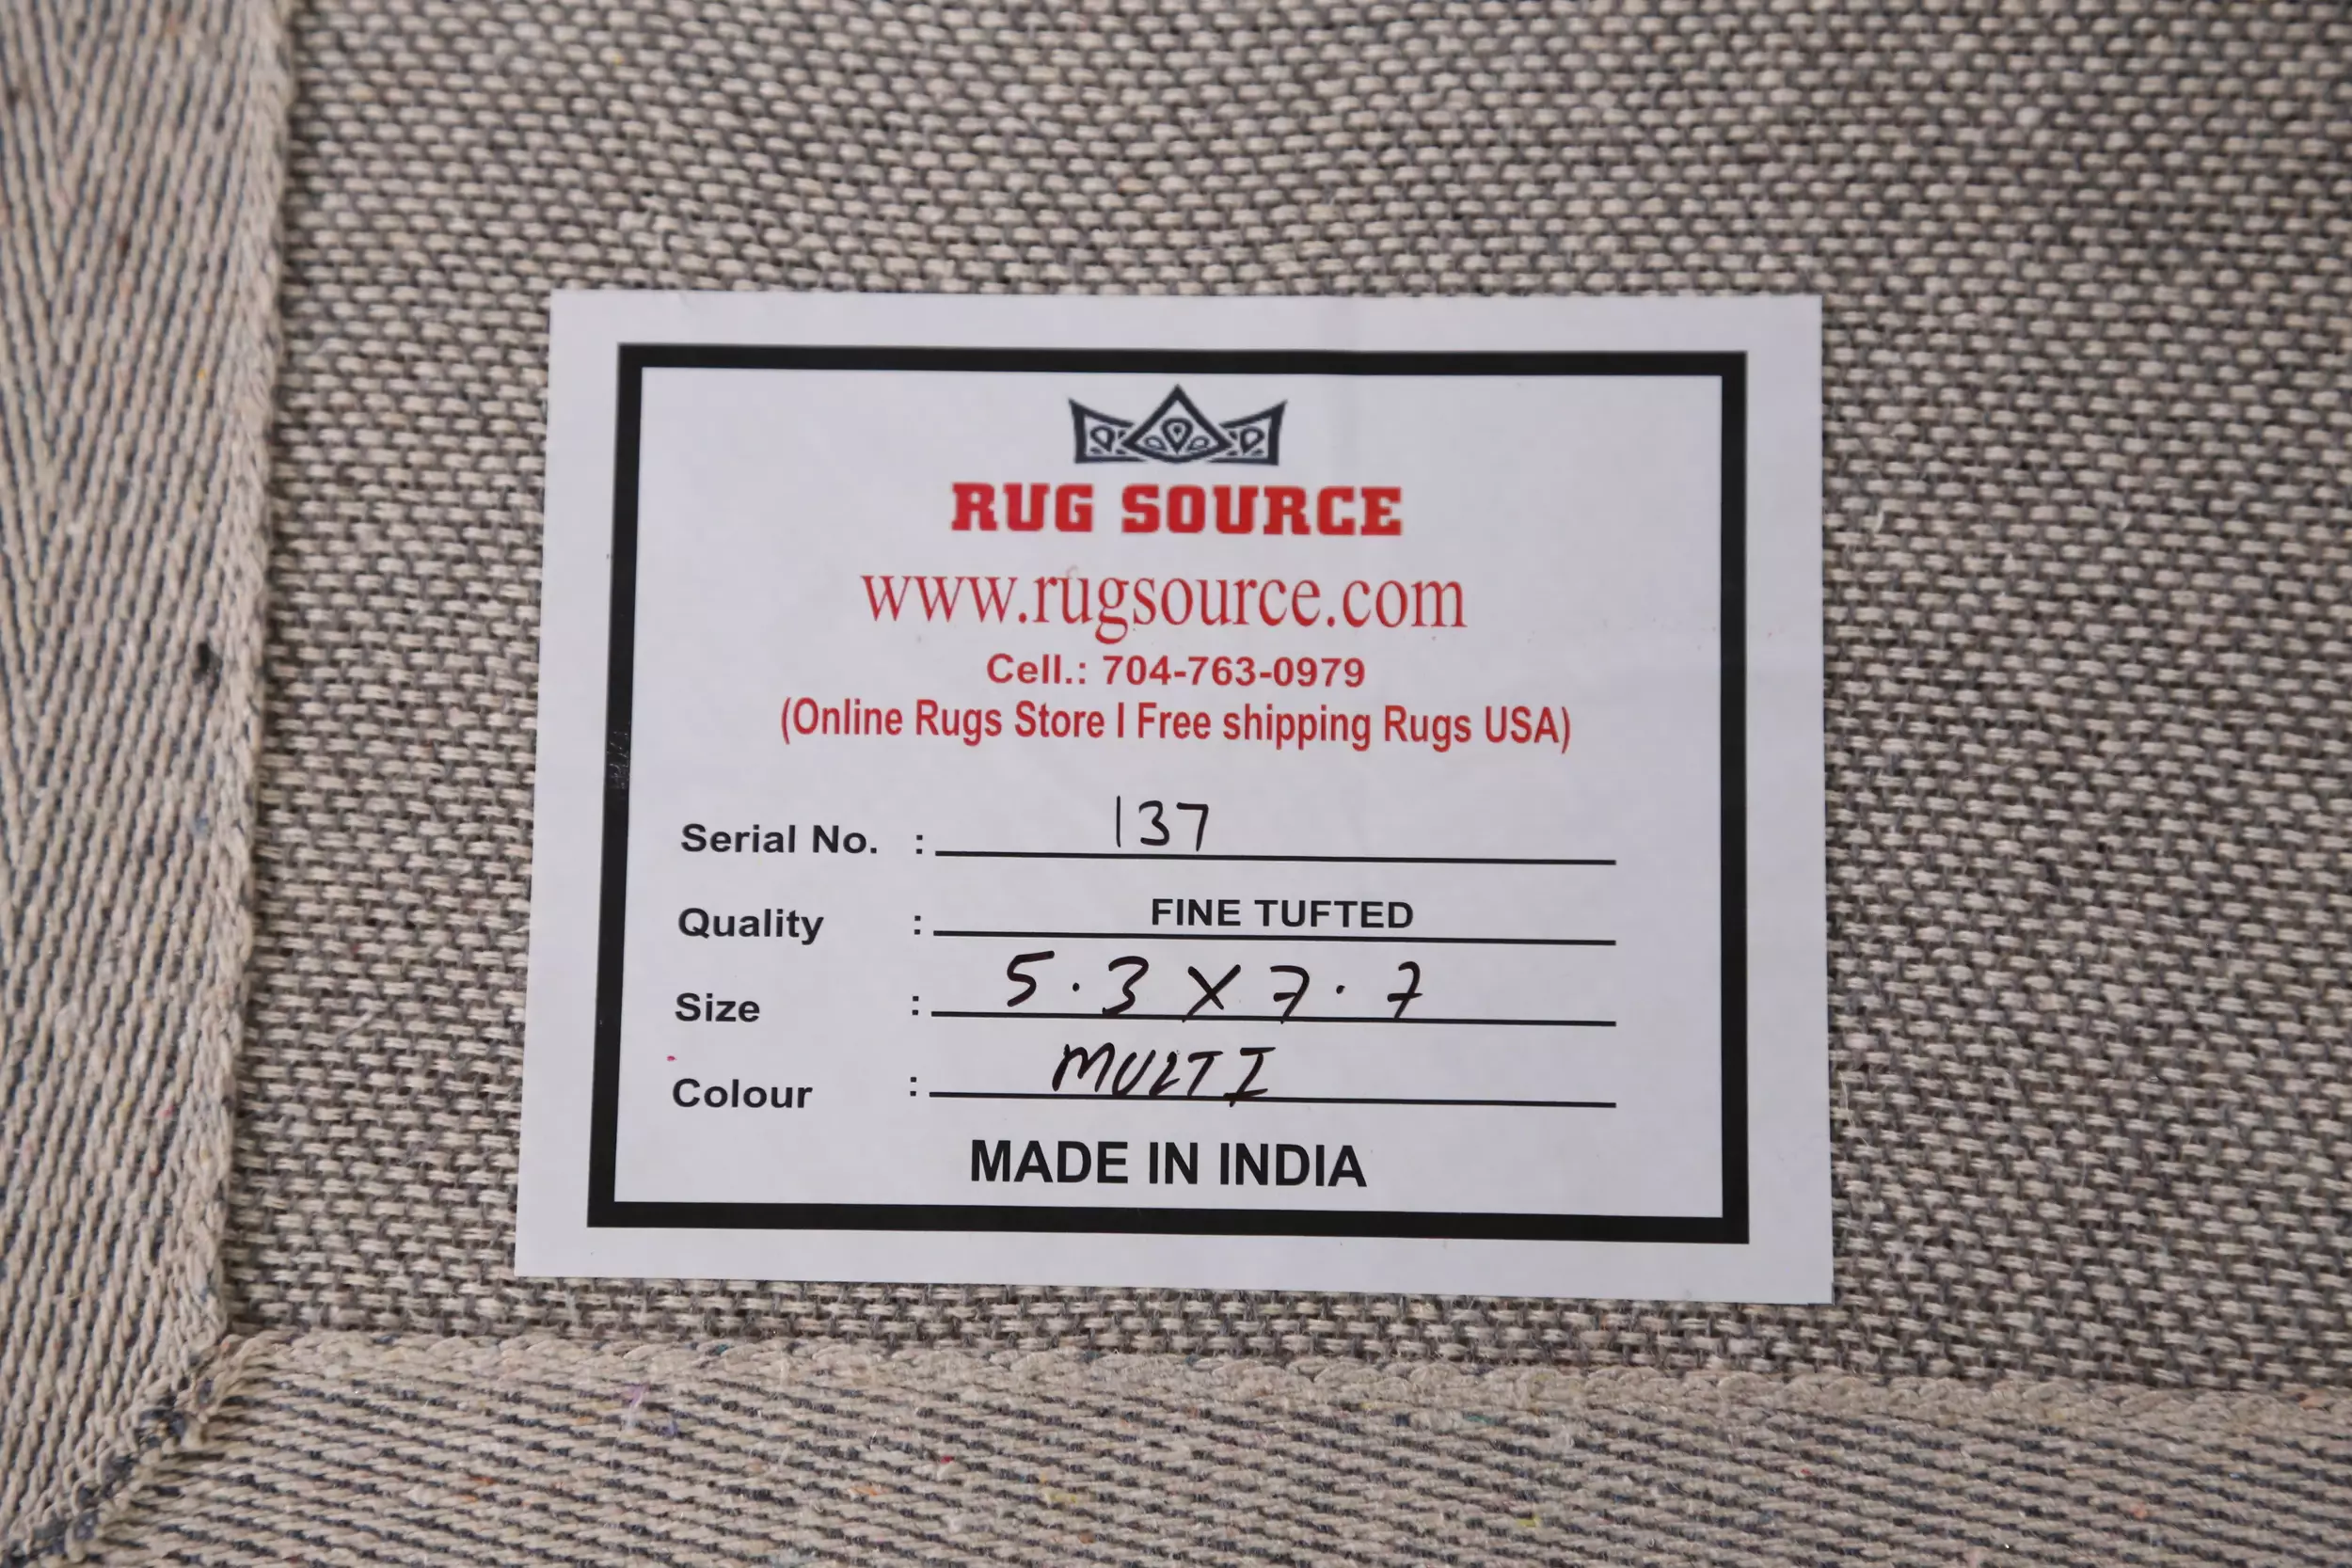 RUG SOURCE
www.rugsource.com
Cell.: 704-763-0979
(Online Rugs Store I Free shipping Rugs USA)
Serial No. : 137
Quality : FINE TUFTED
Size : 5.3 X 7.7
Colour : MULTI
MADE IN INDIA